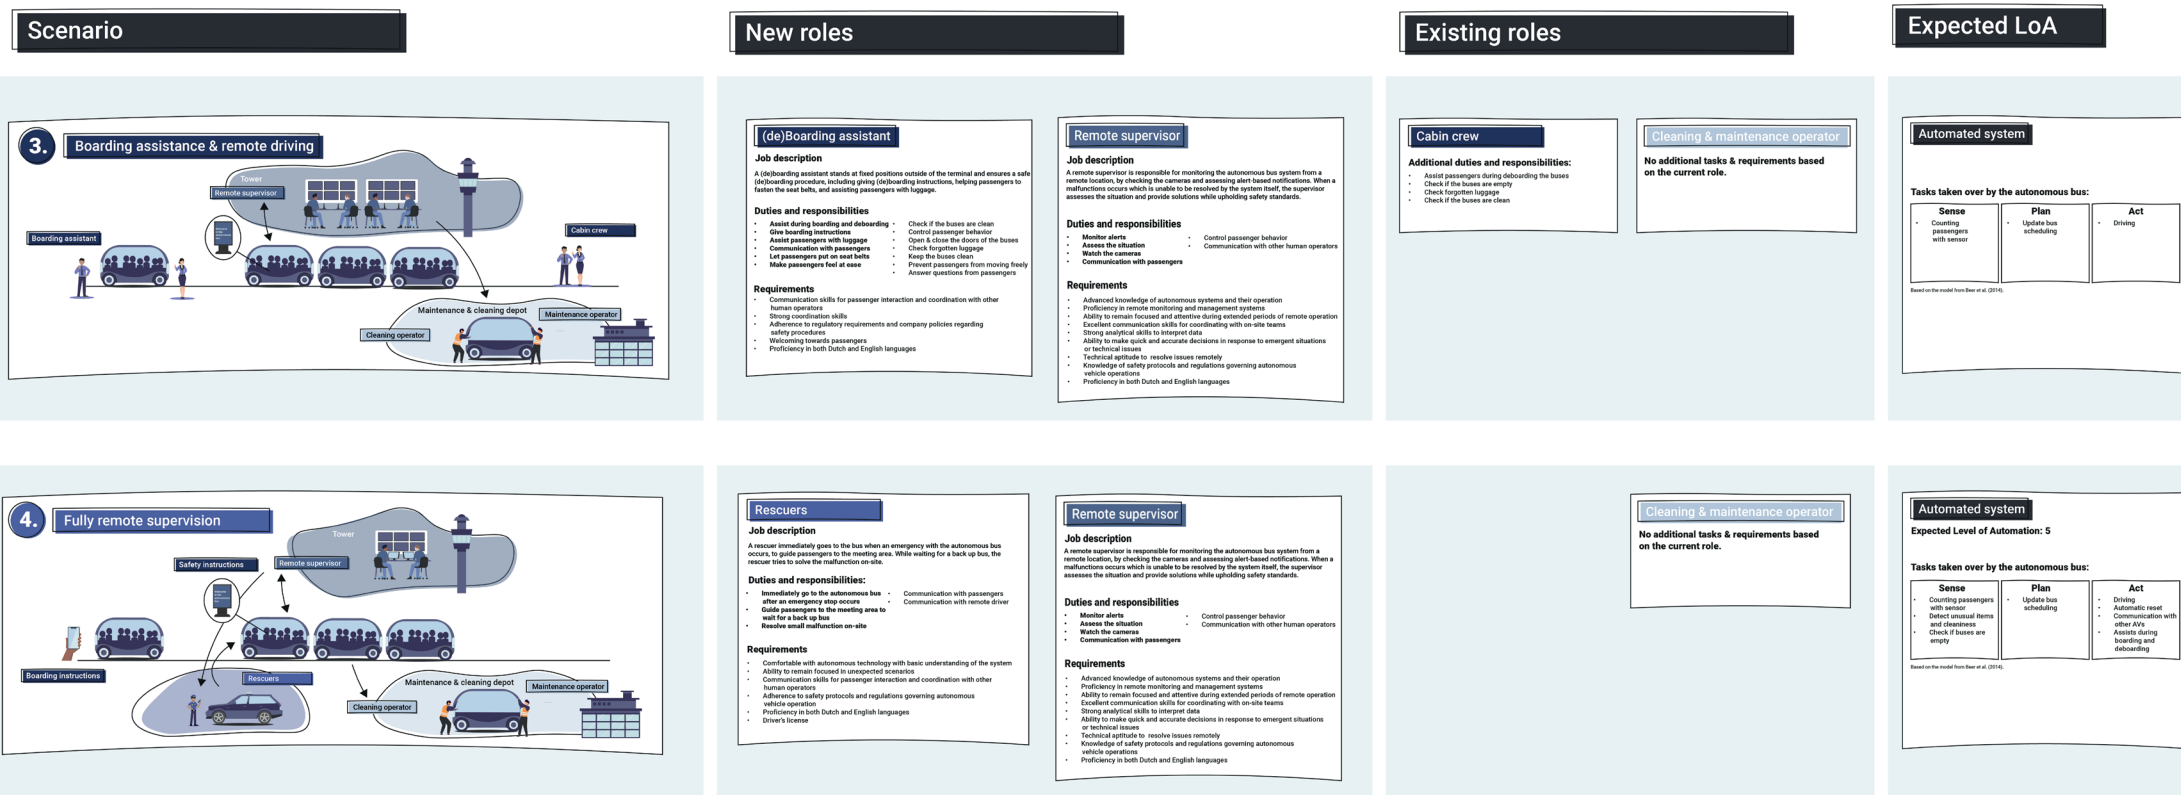 Scenario
New roles
Existing roles
Expected LoA
3.
Boarding assistance & remote driving
Tower
Remote supervisor
Boarding assistant
Cabin crew
Maintenance & cleaning depot
Maintenance operator
Cleaning operator
(de)Boarding assistant
Job description
A (de)boarding assistant stands at fixed positions outside of the terminal and ensures a safe
(de)boarding procedure, including giving (de)boarding instructions, helping passengers to
fasten the seat belts, and assisting passengers with luggage.
Duties and responsibilities
• Assist during boarding and deboarding
• Give boarding instructions
• Assist passengers with luggage
• Communication with passengers
• Let passengers put on seat belts
• Make passengers feel at ease
• Check if the buses are clean
• Control passenger behavior
• Open & close the doors of the buses
• Check forgotten luggage
• Keep the buses clean
• Prevent passengers from moving freely
• Answer questions from passengers
Requirements
• Communication skills for passenger interaction and coordination with other
human operators
• Strong coordination skills
• Adherence to regulatory requirements and company policies regarding
safety procedures
• Welcoming towards passengers
• Proficiency in both Dutch and English languages
Remote supervisor
Job description
A remote supervisor is responsible for monitoring the autonomous bus system from a
remote location, by checking the cameras and assessing alert-based notifications. When a
malfunctions occurs which is unable to be resolved by the system itself, the supervisor
assesses the situation and provide solutions while upholding safety standards.
Duties and responsibilities
• Monitor alerts
• Assess the situation
• Watch the cameras
• Communication with passengers
• Control passenger behavior
• Communication with other human operators
Requirements
• Advanced knowledge of autonomous systems and their operation
• Proficiency in remote monitoring and management systems
• Ability to remain focused and attentive during extended periods of remote operation
• Excellent communication skills for coordinating with on-site teams
• Strong analytical skills to interpret data
• Ability to make quick and accurate decisions in response to emergent situations
or technical issues
• Technical aptitude to resolve issues remotely
• Knowledge of safety protocols and regulations governing autonomous
vehicle operations
• Proficiency in both Dutch and English languages
Cabin crew
Additional duties and responsibilities:
• Assist passengers during deboarding the buses
• Check if the buses are empty
• Check forgotten luggage
• Check if the buses are clean
Cleaning & maintenance operator
No additional tasks & requirements based
on the current role.
Automated system
Tasks taken over by the autonomous bus:
Sense
• Counting
passengers
with sensor
Plan
• Update bus
scheduling
Act
• Driving
Based on the model from Beer et al. (2014).
4.
Fully remote supervision
Tower
Safety instructions
Remote supervisor
Boarding instructions
Rescuers
Maintenance & cleaning depot
Maintenance operator
Cleaning operator
Rescuers
Job description
A rescuer immediately goes to the bus when an emergency with the autonomous bus
occurs, to guide passengers to the meeting area. While waiting for a back up bus, the
rescuer tries to solve the malfunction on-site.
Duties and responsibilities:
• Immediately go to the autonomous bus
after an emergency stop occurs
• Guide passengers to the meeting area to
wait for a back up bus
• Resolve small malfunction on-site
• Communication with passengers
• Communication with remote driver
Requirements
• Comfortable with autonomous technology with basic understanding of the system
• Ability to remain focused in unexpected scenarios
• Communication skills for passenger interaction and coordination with other
human operators
• Adherence to safety protocols and regulations governing autonomous
vehicle operation
• Proficiency in both Dutch and English languages
• Driver's license
Remote supervisor
Job description
A remote supervisor is responsible for monitoring the autonomous bus system from a
remote location, by checking the cameras and assessing alert-based notifications. When a
malfunctions occurs which is unable to be resolved by the system itself, the supervisor
assesses the situation and provide solutions while upholding safety standards.
Duties and responsibilities
• Monitor alerts
• Assess the situation
• Watch the cameras
• Communication with passengers
• Control passenger behavior
• Communication with other human operators
Requirements
• Advanced knowledge of autonomous systems and their operation
• Proficiency in remote monitoring and management systems
• Ability to remain focused and attentive during extended periods of remote operation
• Excellent communication skills for coordinating with on-site teams
• Strong analytical skills to interpret data
• Ability to make quick and accurate decisions in response to emergent situations
or technical issues
• Technical aptitude to resolve issues remotely
• Knowledge of safety protocols and regulations governing autonomous
vehicle operations
• Proficiency in both Dutch and English languages
Cleaning & maintenance operator
No additional tasks & requirements based
on the current role.
Automated system
Expected Level of Automation: 5
Tasks taken over by the autonomous bus:
Sense
• Counting passengers
with sensor
• Detect unusual items
and cleaniness
• Check if buses are
empty
Plan
• Update bus
scheduling
Act
• Driving
• Automatic reset
• Communication with
other AVs
• Assists during
boarding and
deboarding
Based on the model from Beer et al. (2014).